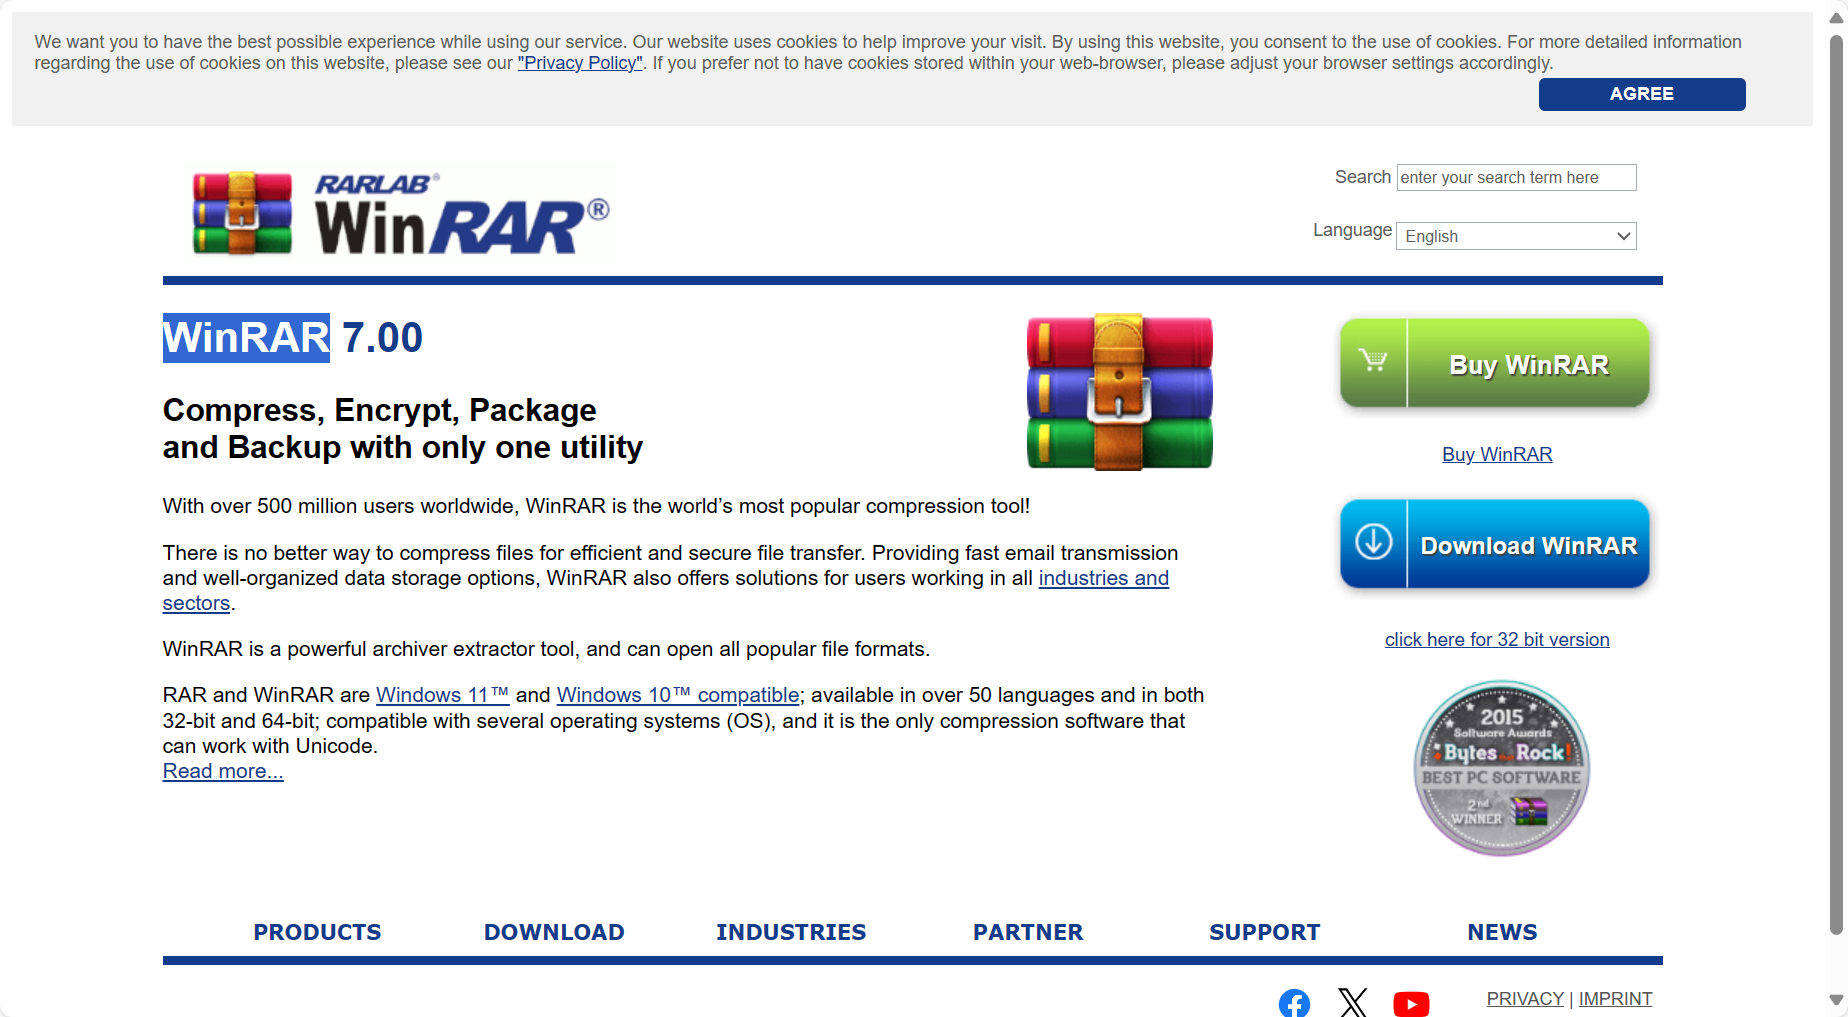 We want you to have the best possible experience while using our service. Our website uses cookies to help improve your visit. By using this website, you consent to the use of cookies. For more detailed information
regarding the use of cookies on this website, please see our "Privacy Policy". If you prefer not to have cookies stored within your web-browser, please adjust your browser settings accordingly.
AGREE
RARLAB®
WinRAR®
Search enter your search term here
Language English
WinRAR 7.00
Compress, Encrypt, Package
and Backup with only one utility
With over 500 million users worldwide, WinRAR is the world’s most popular compression tool!
There is no better way to compress files for efficient and secure file transfer. Providing fast email transmission
and well-organized data storage options, WinRAR also offers solutions for users working in all industries and
sectors.
WinRAR is a powerful archiver extractor tool, and can open all popular file formats.
RAR and WinRAR are Windows 11™ and Windows 10™ compatible; available in over 50 languages and in both
32-bit and 64-bit; compatible with several operating systems (OS), and it is the only compression software that
can work with Unicode.
Read more...
Buy WinRAR
Buy WinRAR
Download WinRAR
click here for 32 bit version
2015
Software Awards
Bytes that Rock!
BEST PC SOFTWARE
2nd
WINNER
PRODUCTS DOWNLOAD INDUSTRIES PARTNER SUPPORT NEWS
PRIVACY | IMPRINT